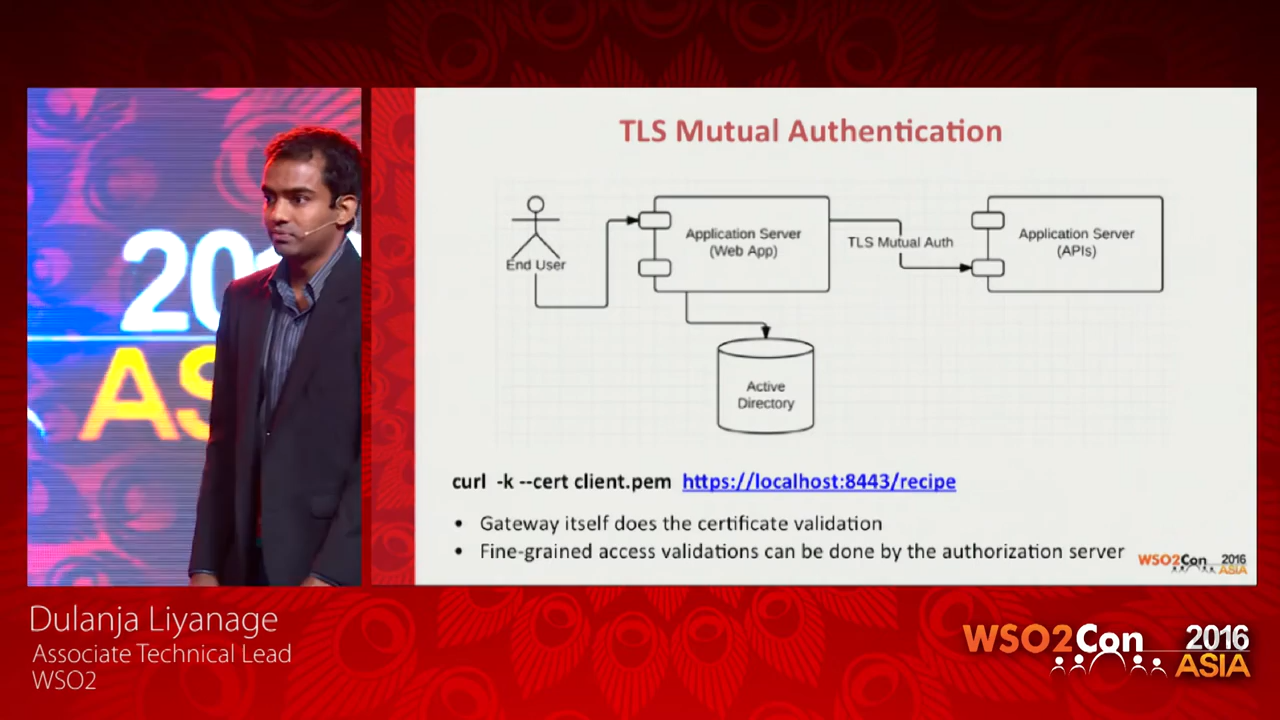 20
AS
TLS Mutual Authentication
End User
Application Server
(Web App)
TLS Mutual Auth
Application Server
(APIs)
Active
Directory
curl -k --cert client.pem https://localhost:8443/recipe
• Gateway itself does the certificate validation
• Fine-grained access validations can be done by the authorization server
WSO2Con 2016
ASIA
Dulanja Liyanage
Associate Technical Lead
WSO2
WSO2Con 2016
ASIA